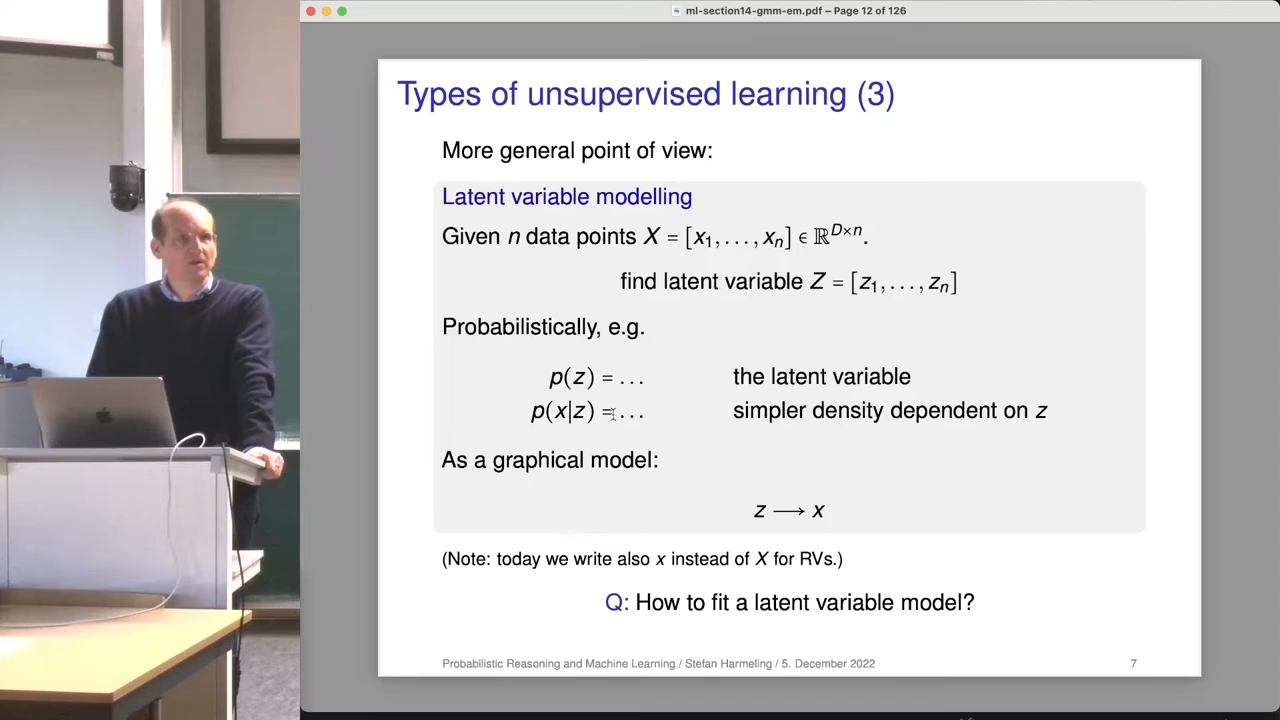 ml-section14-gmm-em.pdf – Page 12 of 126
Types of unsupervised learning (3)
More general point of view:
Latent variable modelling
Given n data points X = [x₁, . . . , xₙ] ∈ ℝᴰˣⁿ.
find latent variable Z = [z₁, . . . , zₙ]
Probabilistically, e.g.
p(z) = . . . the latent variable
p(x|z) = . . . simpler density dependent on z
As a graphical model:
z ⟶ x
(Note: today we write also x instead of X for RVs.)
Q: How to fit a latent variable model?
Probabilistic Reasoning and Machine Learning / Stefan Harmeling / 5. December 2022 7